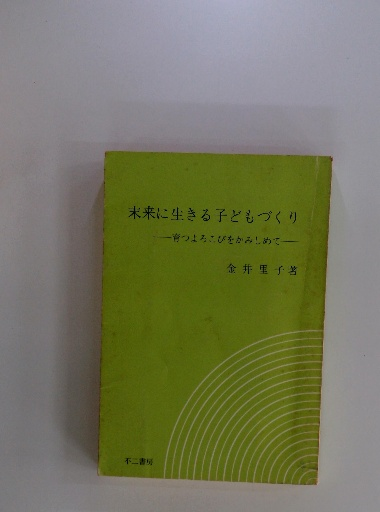 未来に生きる子どもづくり
──育つよろこびをかみしめて──
金井里子著
不二書房